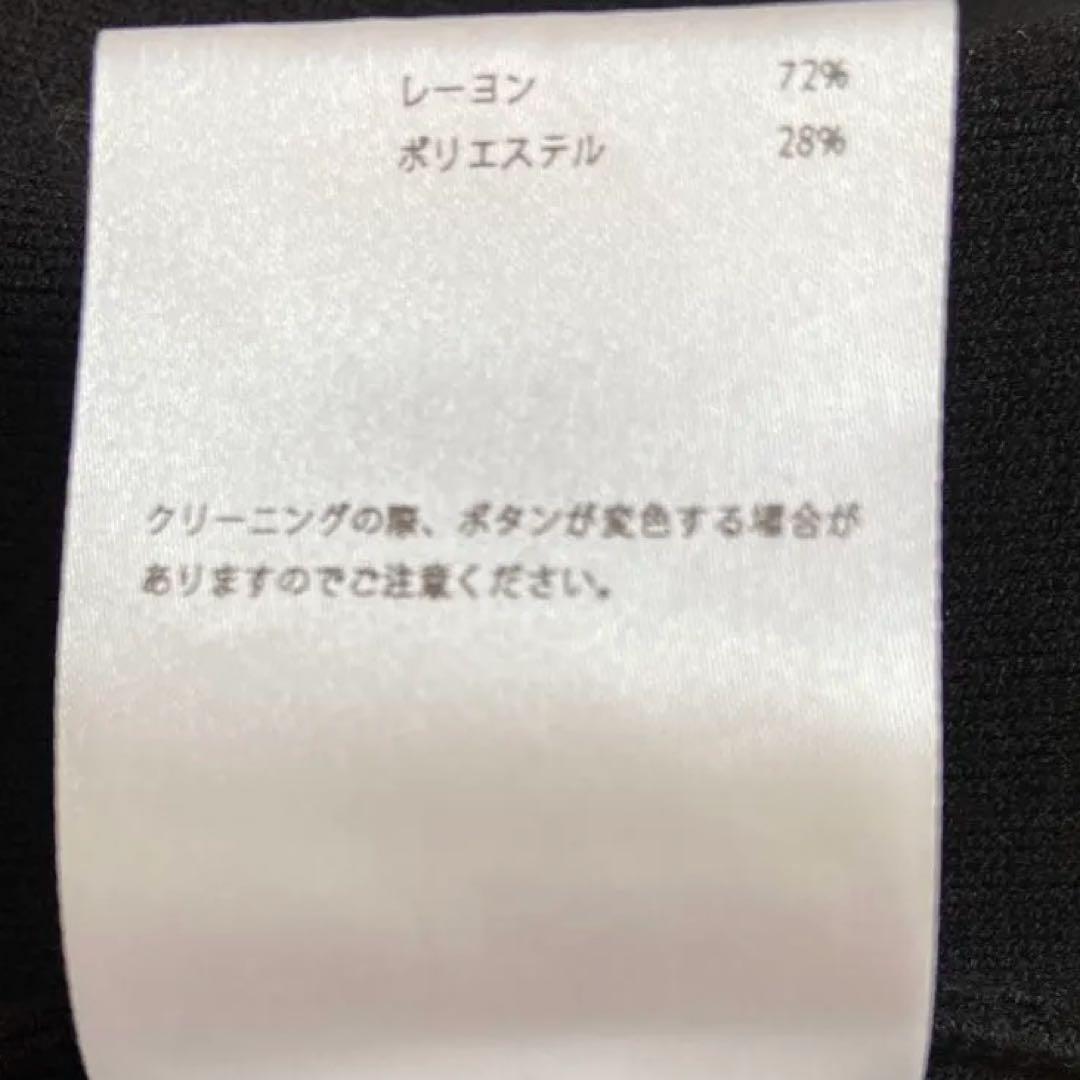 レーヨン 72%
ポリエステル 28%
クリーニングの際、ボタンが変色する場合が
ありますのでご注意ください。